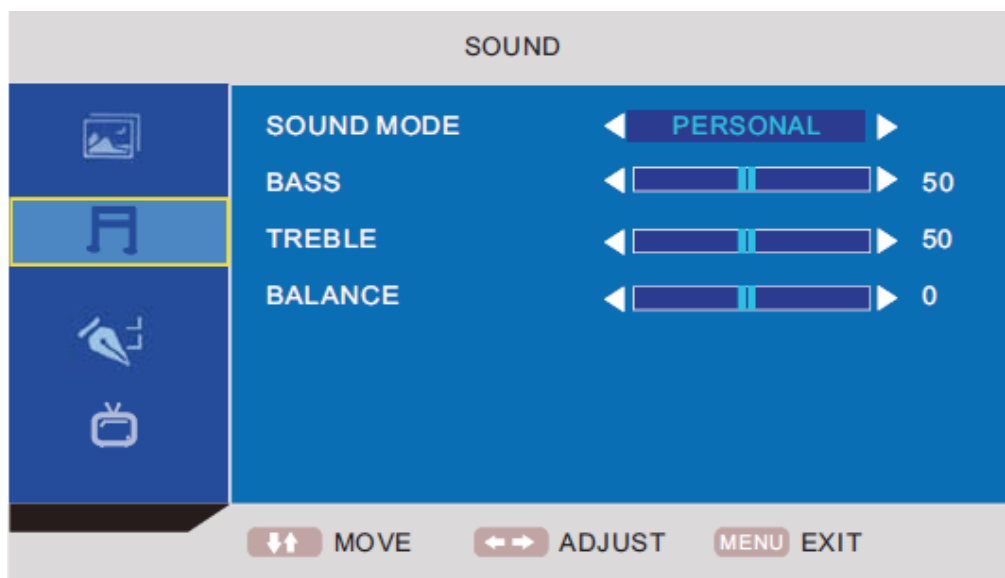 SOUND
SOUND MODE PERSONAL
BASS 50
TREBLE 50
BALANCE 0
MOVE ADJUST MENU EXIT